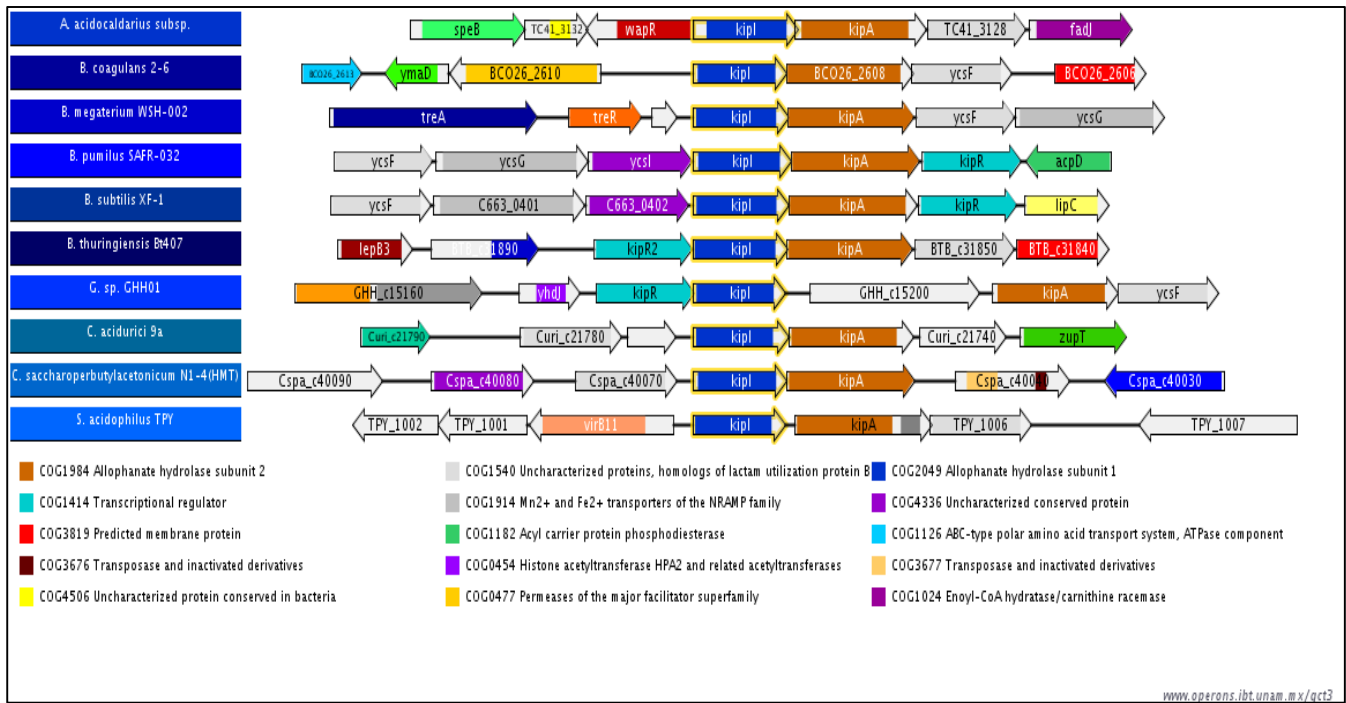 A. acidocaldarius subsp. speB TC41_3132 wapR kipI kipA TC41_3128 fadJ
B. coagulans 2-6 BCO26_2613 ymaD BCO26_2610 kipI BCO26_2608 ycsF BCO26_2606
B. megaterium WSH-002 treA treR kipI kipA ycsF ycsG
B. pumilus SAFR-032 ycsF ycsG ycsI kipI kipA kipR acpD
B. subtilis XF-1 ycsF C663_0401 C663_0402 kipI kipA kipR lipC
B. thuringiensis Bt407 lepB3 BTB_c31890 kipR2 kipI kipA BTB_c31850 BTB_c31840
G. sp. GHH01 GHH_c15160 yhdJ kipR kipI GHH_c15200 kipA ycsF
C. acidurici 9a Curi_c21790 Curi_c21780 kipI kipA Curi_c21740 zupT
C. saccharoperbutylacetonicum N1-4(HMT) Cspa_c40090 Cspa_c40080 Cspa_c40070 kipI kipA Cspa_c40040 Cspa_c40030
S. acidophilus TPY TPY_1002 TPY_1001 virB11 kipI kipA TPY_1006 TPY_1007
COG1984 Allophanate hydrolase subunit 2 COG1540 Uncharacterized proteins, homologs of lactam utilization protein B COG2049 Allophanate hydrolase subunit 1
COG1414 Transcriptional regulator COG1914 Mn2+ and Fe2+ transporters of the NRAMP family COG4336 Uncharacterized conserved protein
COG3819 Predicted membrane protein COG1182 Acyl carrier protein phosphodiesterase COG1126 ABC-type polar amino acid transport system, ATPase component
COG3676 Transposase and inactivated derivatives COG0454 Histone acetyltransferase HPA2 and related acetyltransferases COG3677 Transposase and inactivated derivatives
COG4506 Uncharacterized protein conserved in bacteria COG0477 Permeases of the major facilitator superfamily COG1024 Enoyl-CoA hydratase/carnithine racemase
www.operons.ibt.unam.mx/gct3